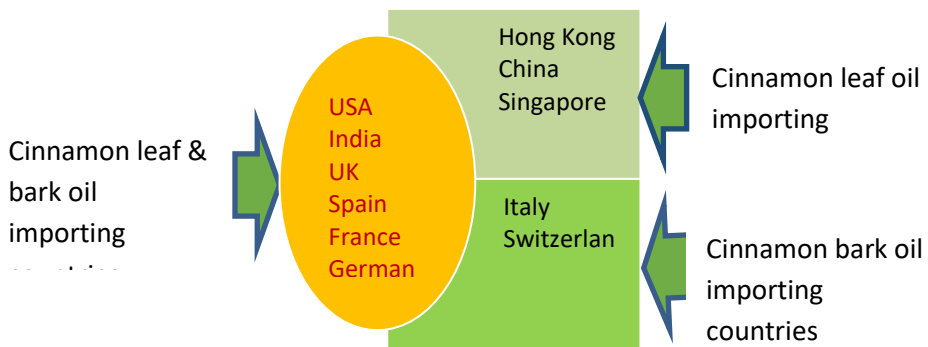 Cinnamon leaf &
bark oil
importing
USA
India
UK
Spain
France
German
Hong Kong
China
Singapore
Italy
Switzerlan
Cinnamon leaf oil
importing
Cinnamon bark oil
importing
countries